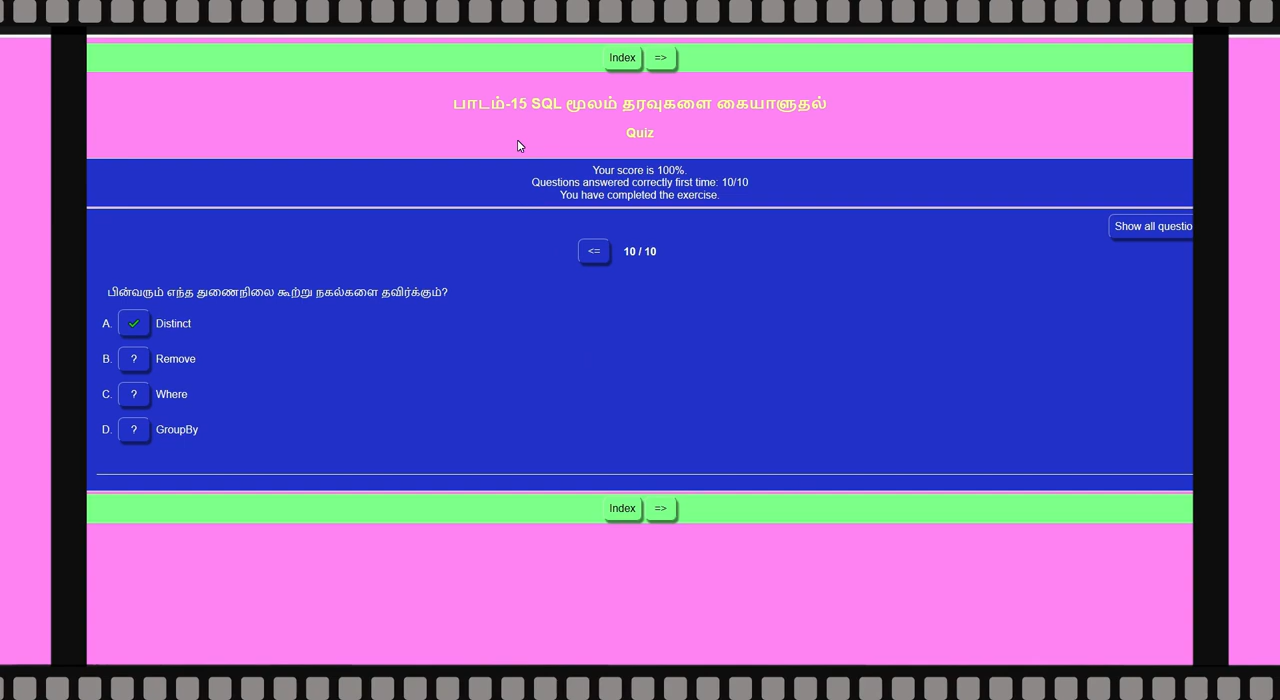 Index =>
பாடம்-15 SQL மூலம் தரவுகளை கையாளுதல்
Quiz
Your score is 100%.
Questions answered correctly first time: 10/10
You have completed the exercise.
Show all questio
<= 10 / 10
பின்வரும் எந்த துணைநிலை கூற்று நகல்களை தவிர்க்கும்?
A. ✓ Distinct
B. ? Remove
C. ? Where
D. ? GroupBy
Index =>